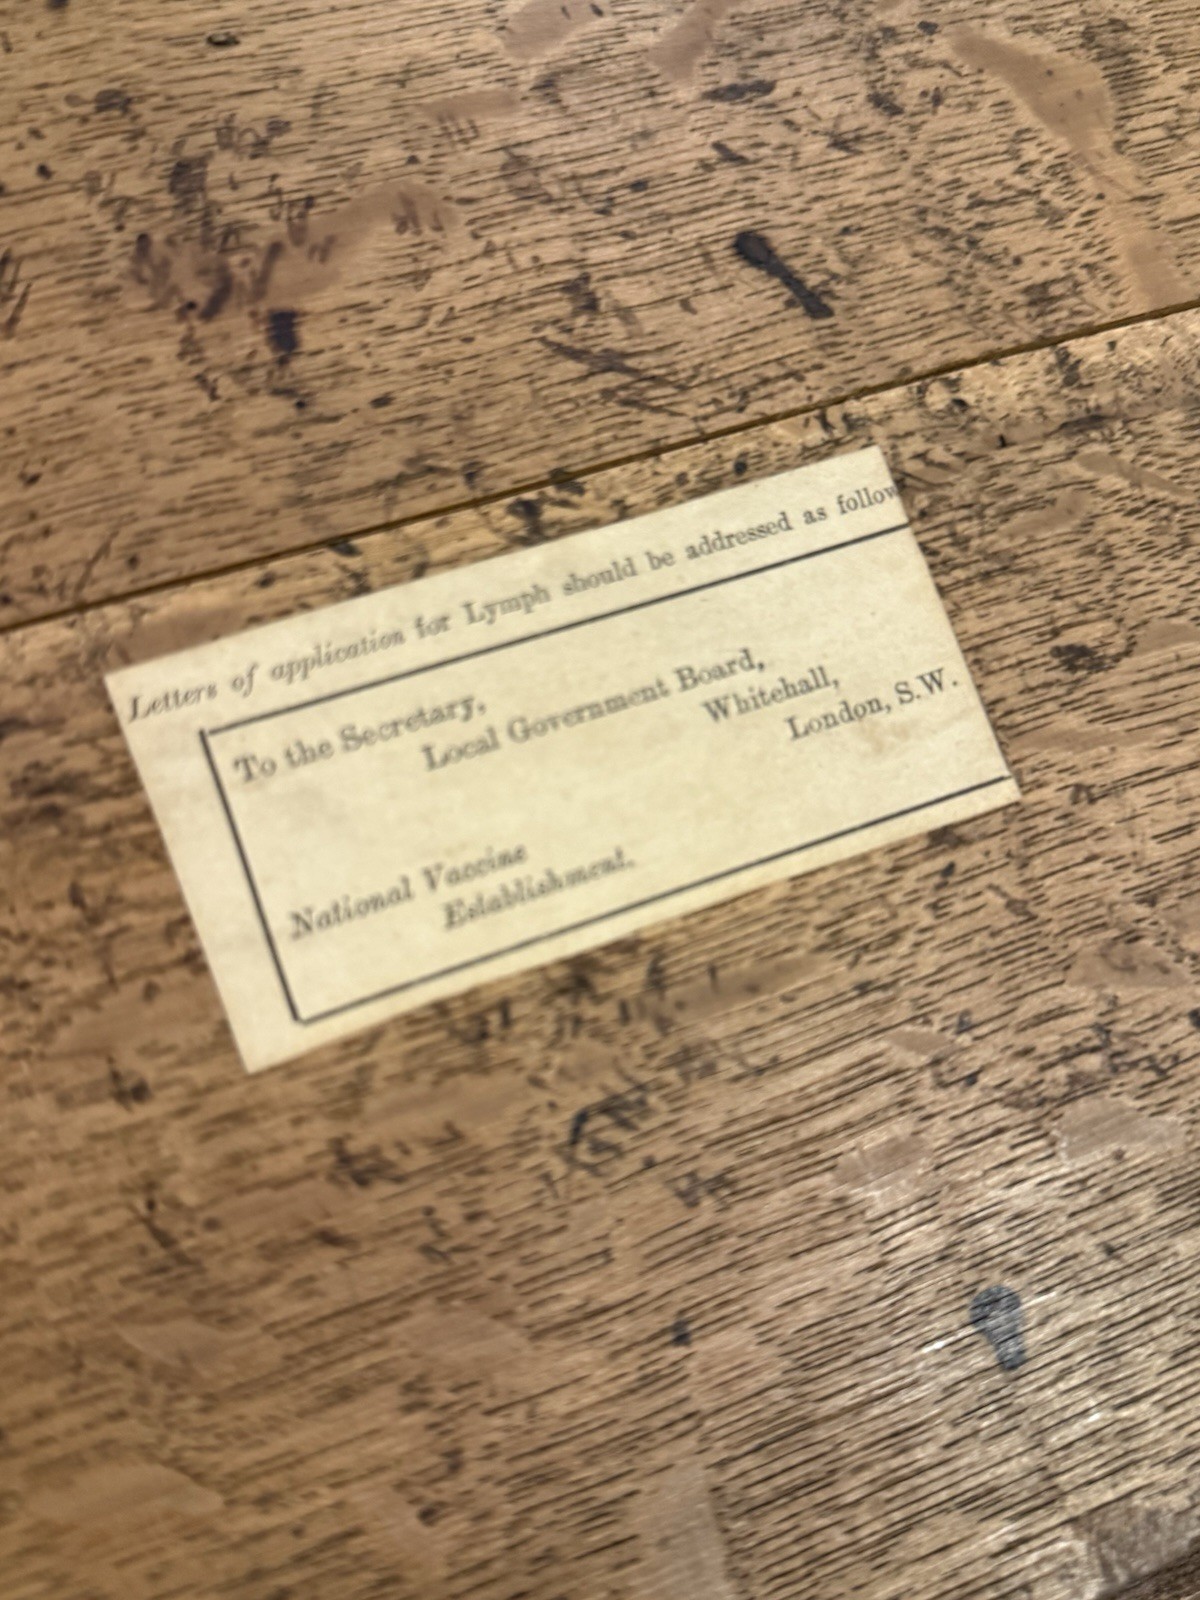 Letters of application for Lymph should be addressed as follow
To the Secretary,
Local Government Board,
Whitehall,
London, S.W.
National Vaccine
Establishment.